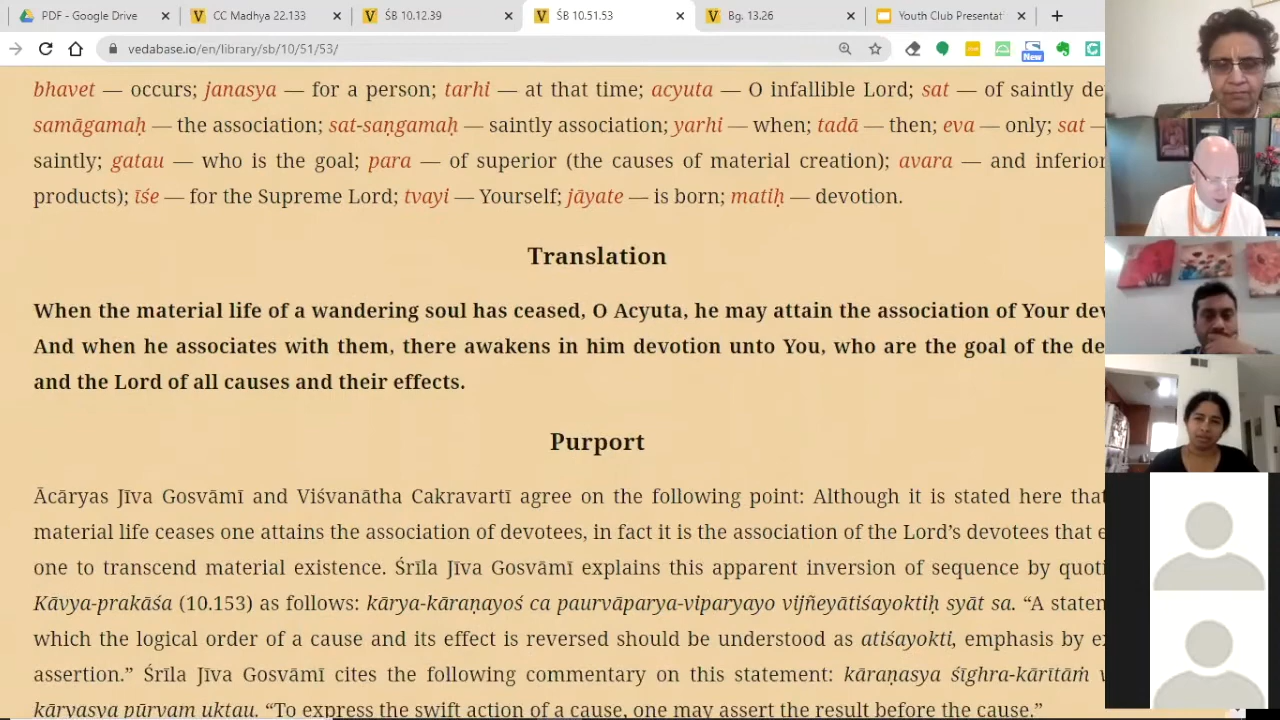 PDF - Google Drive
CC Madhya 22.133
ŚB 10.12.39
ŚB 10.51.53
Bg. 13.26
Youth Club Presentat
vedabase.io/en/library/sb/10/51/53/
New
bhavet — occurs; janasya — for a person; tarhi — at that time; acyuta — O infallible Lord; sat — of saintly de
samāgamaḥ — the association; sat-saṅgamaḥ — saintly association; yarhi — when; tadā — then; eva — only; sat —
saintly; gatau — who is the goal; para — of superior (the causes of material creation); avara — and inferior
products); īśe — for the Supreme Lord; tvayi — Yourself; jāyate — is born; matiḥ — devotion.
Translation
When the material life of a wandering soul has ceased, O Acyuta, he may attain the association of Your dev
And when he associates with them, there awakens in him devotion unto You, who are the goal of the de
and the Lord of all causes and their effects.
Purport
Ācāryas Jīva Gosvāmī and Viśvanātha Cakravartī agree on the following point: Although it is stated here that
material life ceases one attains the association of devotees, in fact it is the association of the Lord’s devotees that e
one to transcend material existence. Śrīla Jīva Gosvāmī explains this apparent inversion of sequence by quoti
Kāvya-prakāśa (10.153) as follows: kārya-kāraṇayoś ca paurvāparya-viparyayo vijñeyātiśayoktiḥ syāt sa. “A statem
which the logical order of a cause and its effect is reversed should be understood as atiśayokti, emphasis by ex
assertion.” Śrīla Jīva Gosvāmī cites the following commentary on this statement: kāraṇasya śīghra-kāritāṁ v
kāryasya pūrvam uktau. “To express the swift action of a cause, one may assert the result before the cause.”